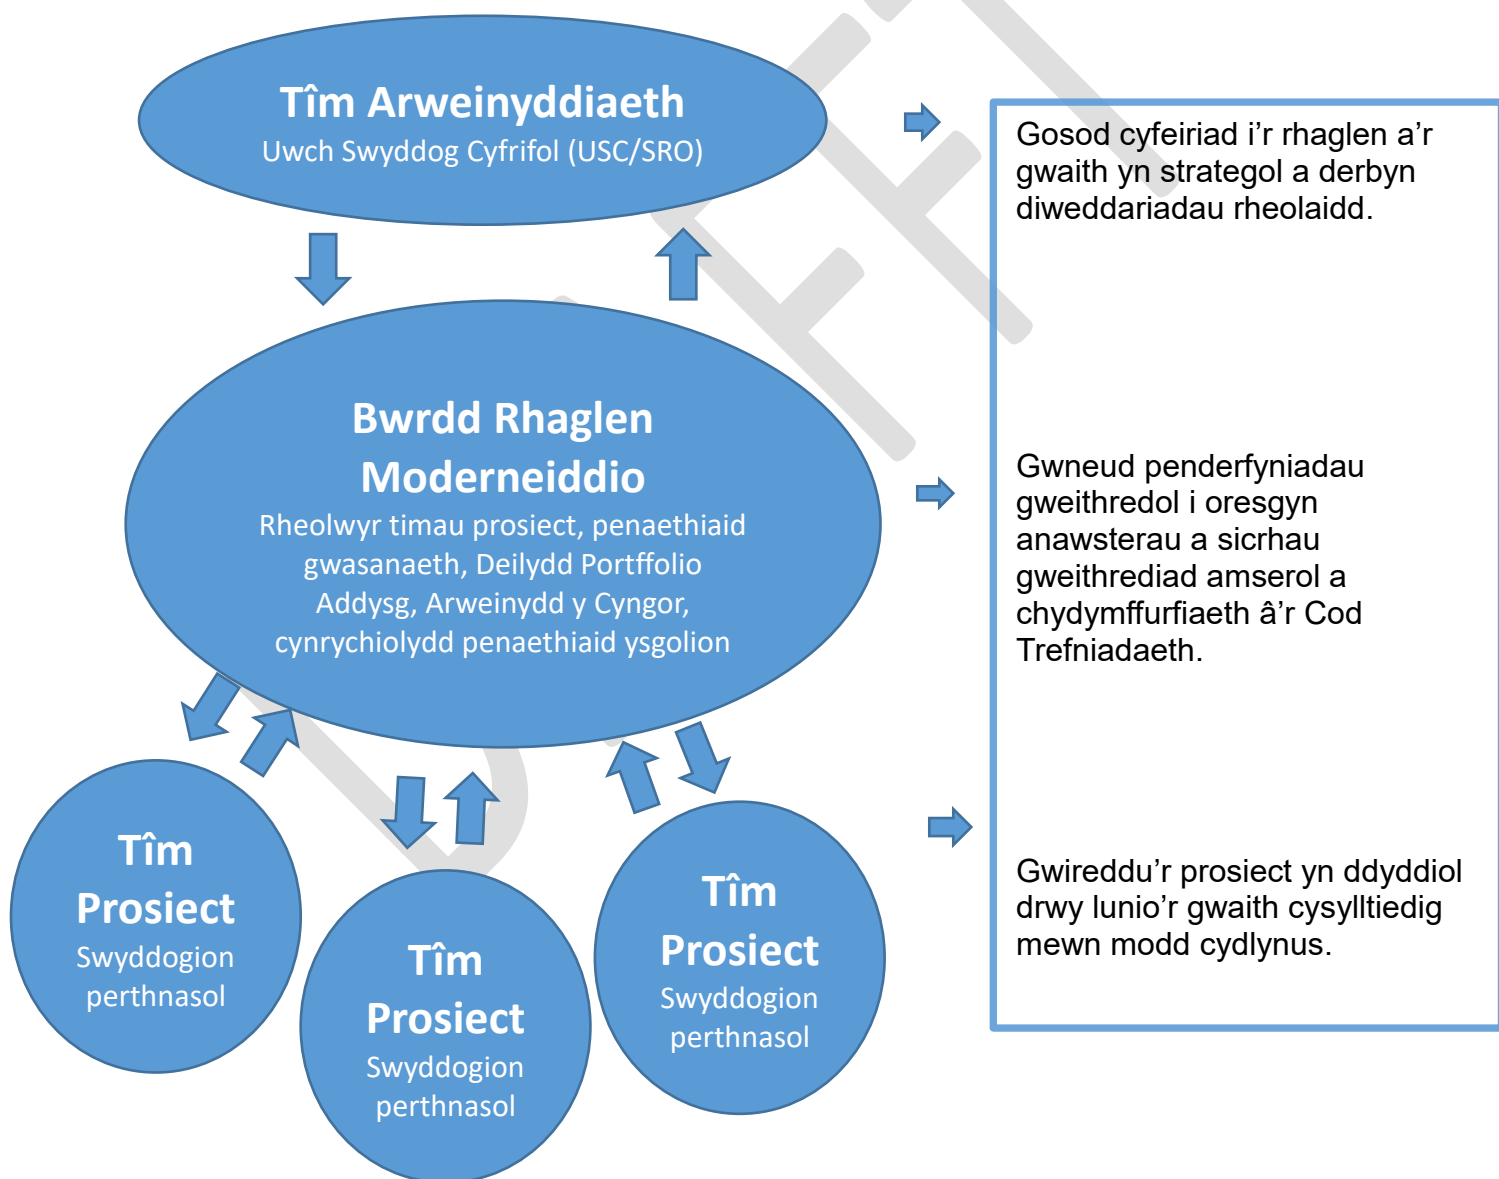 Tîm Arweinyddiaeth
Uwch Swyddog Cyfrifol (USC/SRO)
Gosod cyfeiriad i'r rhaglen a'r
gwaith yn strategol a derbyn
diweddariadau rheolaidd.
Bwrdd Rhaglen
Moderneiddio
Rheolwyr timau prosiect, penaethiaid
gwasanaeth, Deilydd Portffolio
Addysg, Arweinydd y Cyngor,
cynrychiolydd penaethiaid ysgolion
Gwneud penderfyniadau
gweithredol i oresgyn
anawsterau a sicrhau
gweithrediad amserol a
chydymffurfiaeth â'r Cod
Trefniadaeth.
Tîm
Prosiect
Swyddogion
perthnasol
Tîm
Prosiect
Swyddogion
perthnasol
Tîm
Prosiect
Swyddogion
perthnasol
Gwireddu'r prosiect yn ddyddiol
drwy lunio'r gwaith cysylltiedig
mewn modd cydlynus.